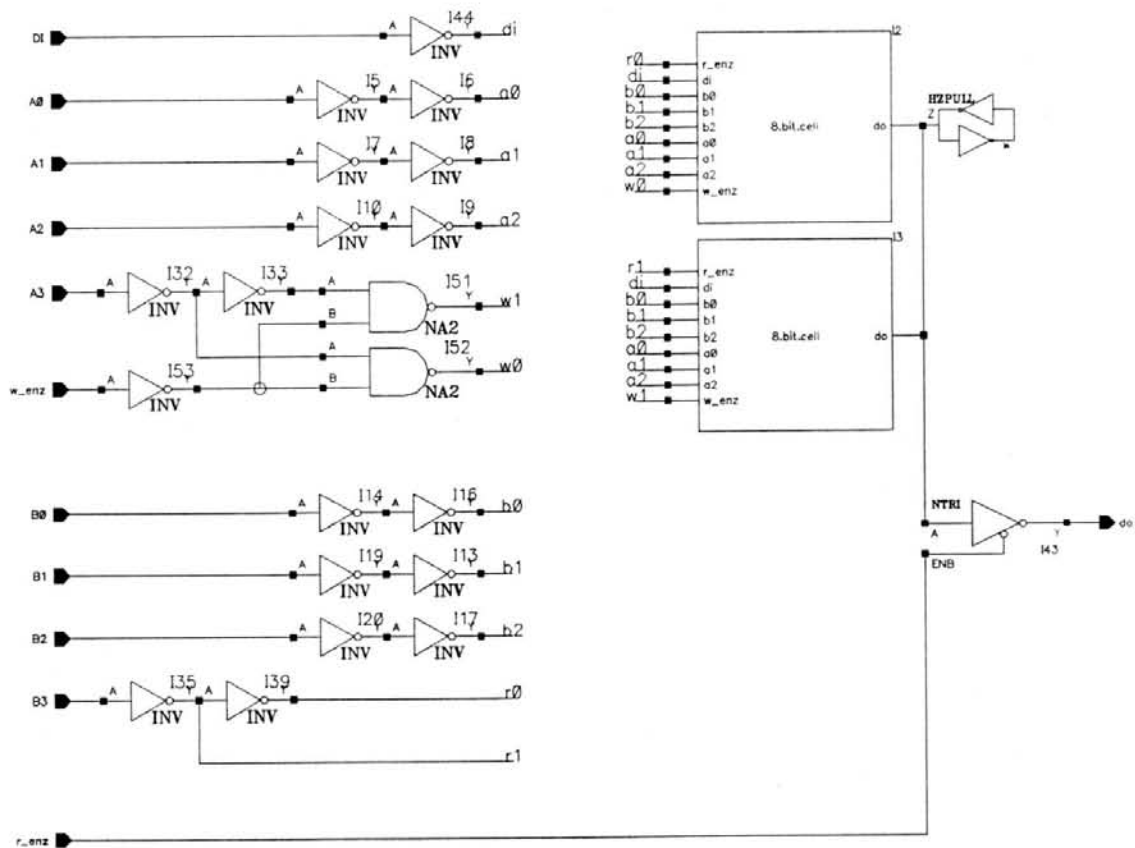 DI A I44 Y di
INV
A0 A I5 Y A I6 Y a0
INV INV
A1 A I7 Y A I8 Y a1
INV INV
A2 A I10 Y A I9 Y a2
INV INV
A3 A I32 Y A I33 Y A I51 Y w1
INV INV B NA2
A I52 Y w0
w_enz A I53 Y B NA2
INV
B0 A I14 Y A I16 Y b0
INV INV
B1 A I19 Y A I13 Y b1
INV INV
B2 A I20 Y A I17 Y b2
INV INV
B3 A I35 Y A I39 Y r0
INV INV
r1
r_enz
I2
r0 r_enz
di di
b0 b0
b1 b1
b2 b2 8.bit.cell do
a0 a0
a1 a1
a2 a2
w0 w_enz
HZPULL
Z
I3
r1 r_enz
di di
b0 b0
b1 b1
b2 b2 8.bit.cell do
a0 a0
a1 a1
a2 a2
w1 w_enz
NTRI
A Y do
I43
ENB